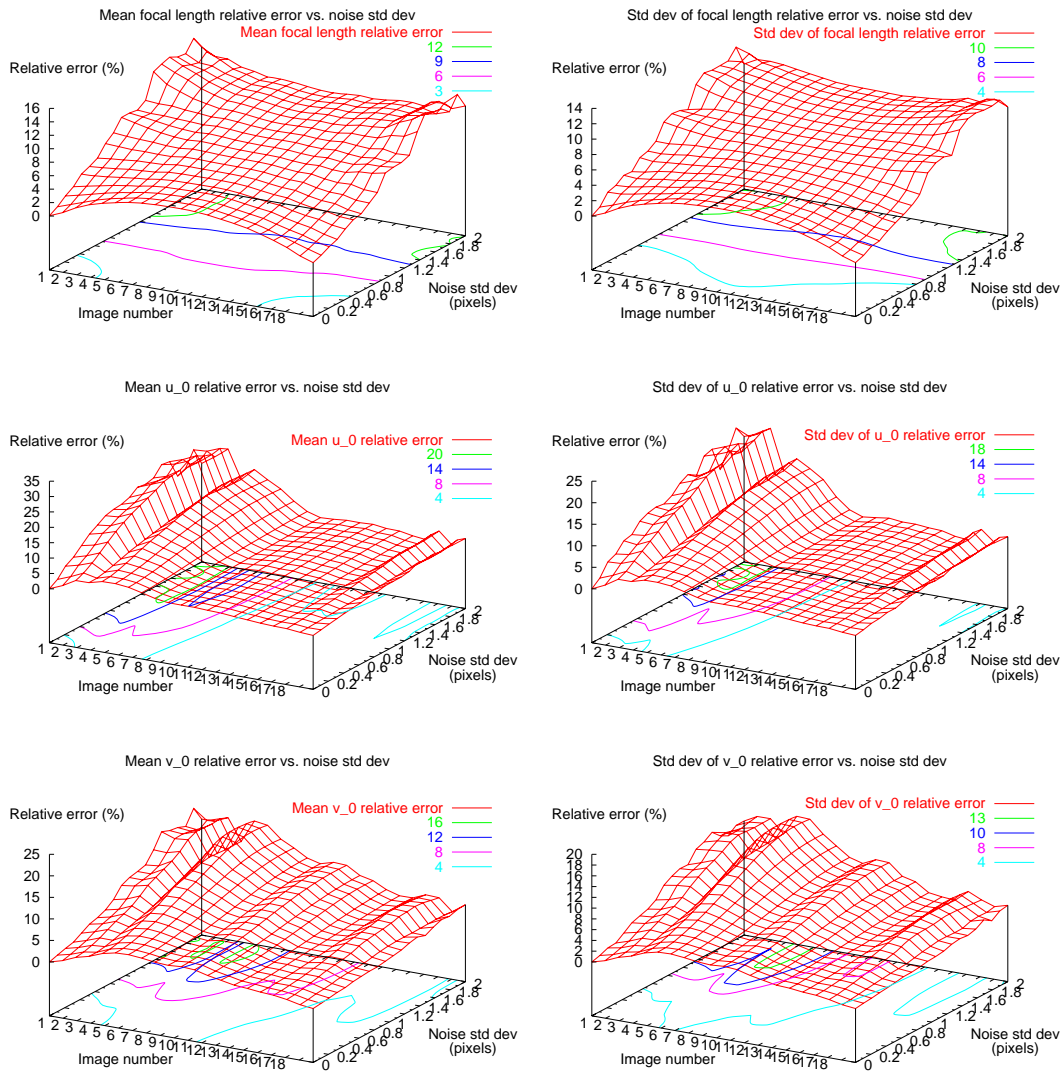 Mean focal length relative error vs. noise std dev
Mean focal length relative error
12
9
6
3
Relative error (%)
16
14
12
10
8
6
4
2
0
1 2 3 4 5 6 7 8 9 10 11 12 13 14 15 16 17 18
Image number
0 0.2 0.4 0.6 0.8 1 1.2 1.4 1.6 1.8 2
Noise std dev
(pixels)
Std dev of focal length relative error vs. noise std dev
Std dev of focal length relative error
10
8
6
4
Relative error (%)
14
12
10
8
6
4
2
0
1 2 3 4 5 6 7 8 9 10 11 12 13 14 15 16 17 18
Image number
0 0.2 0.4 0.6 0.8 1 1.2 1.4 1.6 1.8 2
Noise std dev
(pixels)
Mean u_0 relative error vs. noise std dev
Mean u_0 relative error
20
14
8
4
Relative error (%)
35
30
25
20
15
10
5
0
1 2 3 4 5 6 7 8 9 10 11 12 13 14 15 16 17 18
Image number
0 0.2 0.4 0.6 0.8 1 1.2 1.4 1.6 1.8 2
Noise std dev
(pixels)
Std dev of u_0 relative error vs. noise std dev
Std dev of u_0 relative error
18
14
8
4
Relative error (%)
25
20
15
10
5
0
1 2 3 4 5 6 7 8 9 10 11 12 13 14 15 16 17 18
Image number
0 0.2 0.4 0.6 0.8 1 1.2 1.4 1.6 1.8 2
Noise std dev
(pixels)
Mean v_0 relative error vs. noise std dev
Mean v_0 relative error
16
12
8
4
Relative error (%)
25
20
15
10
5
0
1 2 3 4 5 6 7 8 9 10 11 12 13 14 15 16 17 18
Image number
0 0.2 0.4 0.6 0.8 1 1.2 1.4 1.6 1.8 2
Noise std dev
(pixels)
Std dev of v_0 relative error vs. noise std dev
Std dev of v_0 relative error
13
10
8
4
Relative error (%)
20
18
16
14
12
10
8
6
4
2
0
1 2 3 4 5 6 7 8 9 10 11 12 13 14 15 16 17 18
Image number
0 0.2 0.4 0.6 0.8 1 1.2 1.4 1.6 1.8 2
Noise std dev
(pixels)